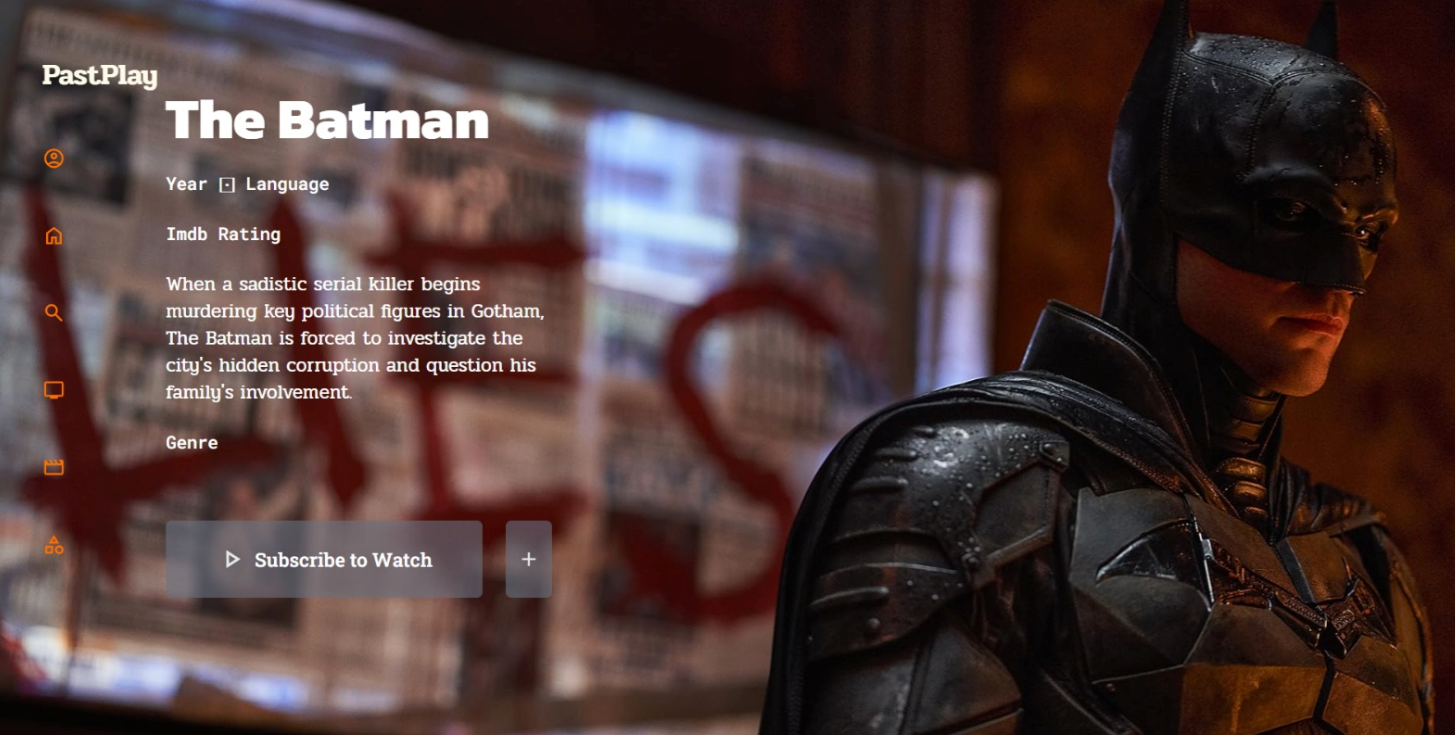 PastPlay
The Batman
Year ⊡ Language
Imdb Rating
When a sadistic serial killer begins
murdering key political figures in Gotham,
The Batman is forced to investigate the
city's hidden corruption and question his
family's involvement.
Genre
Subscribe to Watch
+
LIES